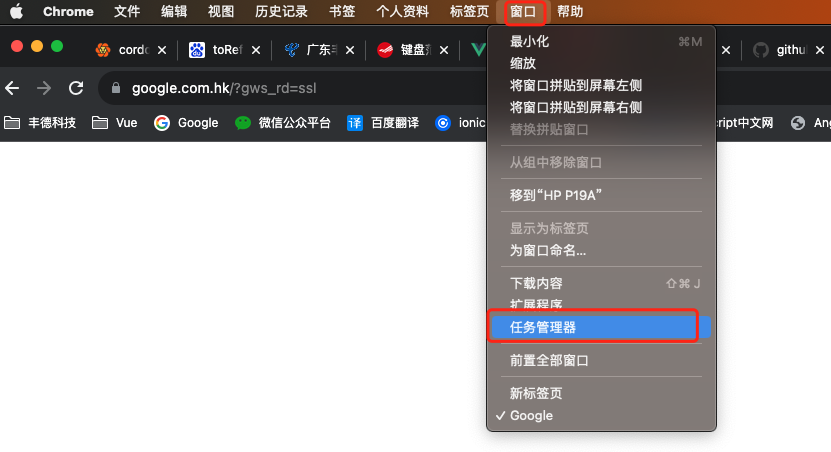 Chrome 文件 编辑 视图 历史记录 书签 个人资料 标签页 窗口 帮助
cordo toRef 广东 键盘 github
google.com.hk/?gws_rd=ssl
丰德科技 Vue Google 微信公众平台 译 百度翻译 ionic ript中文网 Ang
最小化 ⌘M
缩放
将窗口拼贴到屏幕左侧
将窗口拼贴到屏幕右侧
替换拼贴窗口
从组中移除窗口
移到“HP P19A”
显示为标签页
为窗口命名...
下载内容 ⇧⌘J
扩展程序
任务管理器
前置全部窗口
新标签页
✓ Google